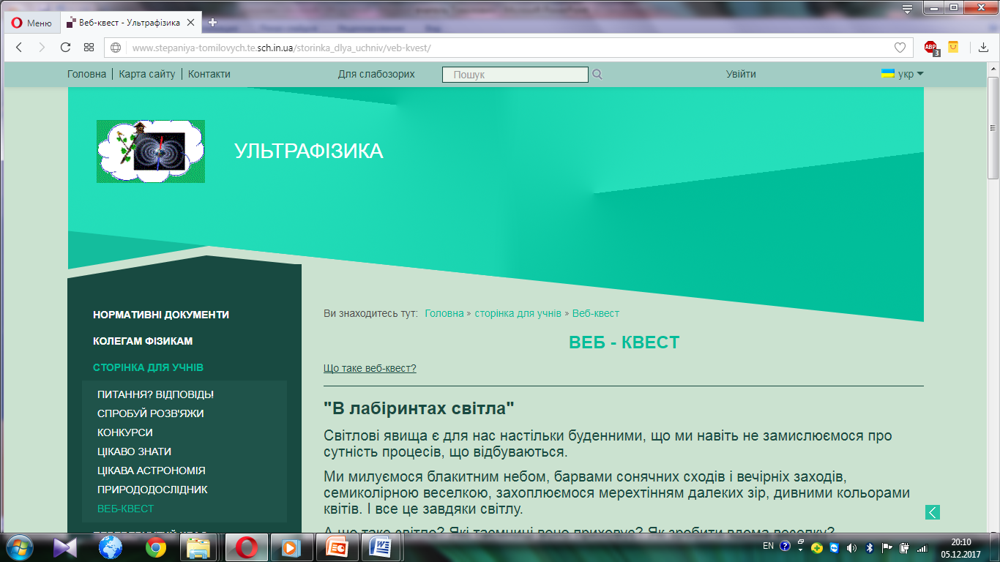 Меню
Веб-квест - Ультрафізика
www.stepaniya-tomilovych.te.sch.in.ua/storinka_dlya_uchniv/veb-kvest/
ABP
3
Головна | Карта сайту | Контакти
Для слабозорих
Пошук
Увійти
укр
УЛЬТРАФІЗИКА
НОРМАТИВНІ ДОКУМЕНТИ
КОЛЕГАМ ФІЗИКАМ
СТОРІНКА ДЛЯ УЧНІВ
ПИТАННЯ? ВІДПОВІДЬ!
СПРОБУЙ РОЗВ'ЯЖИ
КОНКУРСИ
ЦІКАВО ЗНАТИ
ЦІКАВА АСТРОНОМІЯ
ПРИРОДОДОСЛІДНИК
ВЕБ-КВЕСТ
Ви знаходитесь тут: Головна » сторінка для учнів » Веб-квест
ВЕБ - КВЕСТ
Що таке веб-квест?
"В лабіринтах світла"
Світлові явища є для нас настільки буденними, що ми навіть не замислюємося про
сутність процесів, що відбуваються.
Ми милуємося блакитним небом, барвами сонячних сходів і вечірніх заходів,
семиколірною веселкою, захоплюємося мерехтінням далеких зір, дивними кольорами
квітів. І все це завдяки світлу.
А що таке світло? Які таємниці воно приховує? Як зробити вдома веселку?
EN
20:10
05.12.2017